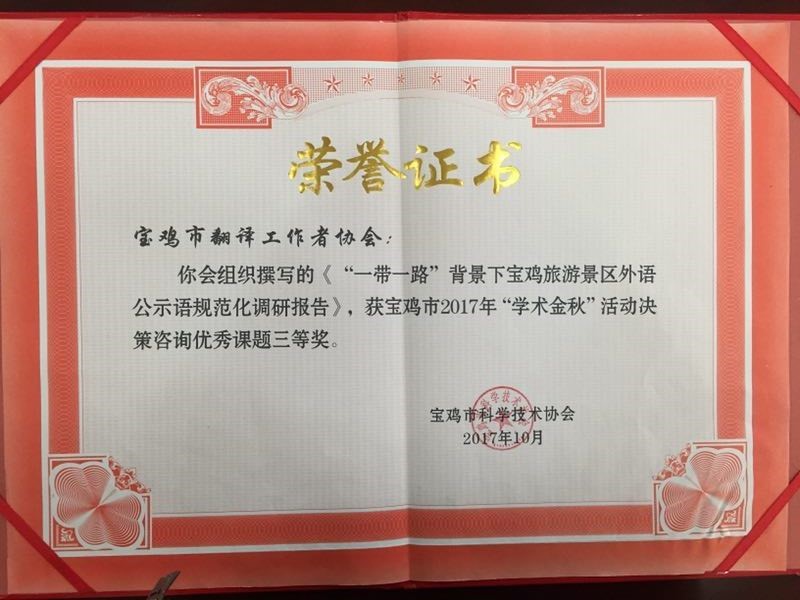 荣誉证书
宝鸡市翻译工作者协会：
你会组织撰写的《“一带一路”背景下宝鸡旅游景区外语
公示语规范化调研报告》，获宝鸡市2017年“学术金秋”活动决
策咨询优秀课题三等奖。
宝鸡市科学技术协会
2017年10月